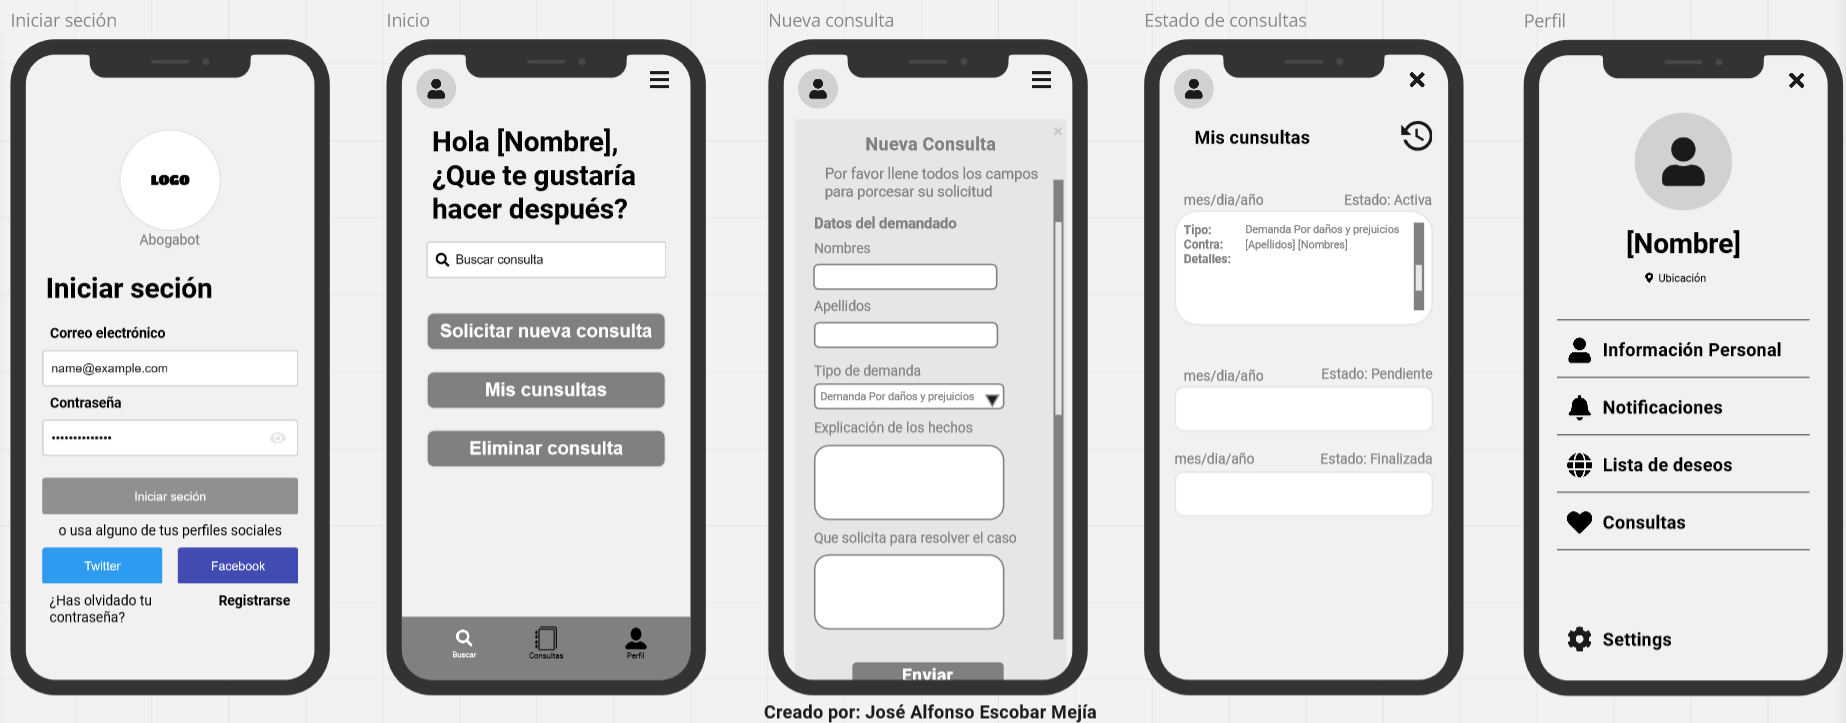 Iniciar seción
LOGO
Abogabot
Iniciar seción
Correo electrónico
name@example.com
Contraseña
••••••••••••••
Iniciar seción
o usa alguno de tus perfiles sociales
Twitter
Facebook
¿Has olvidado tu
contraseña?
Registrarse
Inicio
Hola [Nombre],
¿Que te gustaría
hacer después?
Buscar consulta
Solicitar nueva consulta
Mis cunsultas
Eliminar consulta
Buscar
Consultas
Perfil
Nueva consulta
Nueva Consulta
Por favor llene todos los campos
para porcesar su solicitud
Datos del demandado
Nombres
Apellidos
Tipo de demanda
Demanda Por daños y prejuicios
Explicación de los hechos
Que solicita para resolver el caso
Enviar
Estado de consultas
Mis cunsultas
mes/dia/año
Estado: Activa
Tipo: Demanda Por daños y prejuicios
Contra: [Apellidos] [Nombres]
Detalles:
mes/dia/año
Estado: Pendiente
mes/dia/año
Estado: Finalizada
Perfil
[Nombre]
Ubicación
Información Personal
Notificaciones
Lista de deseos
Consultas
Settings
Creado por: José Alfonso Escobar Mejía